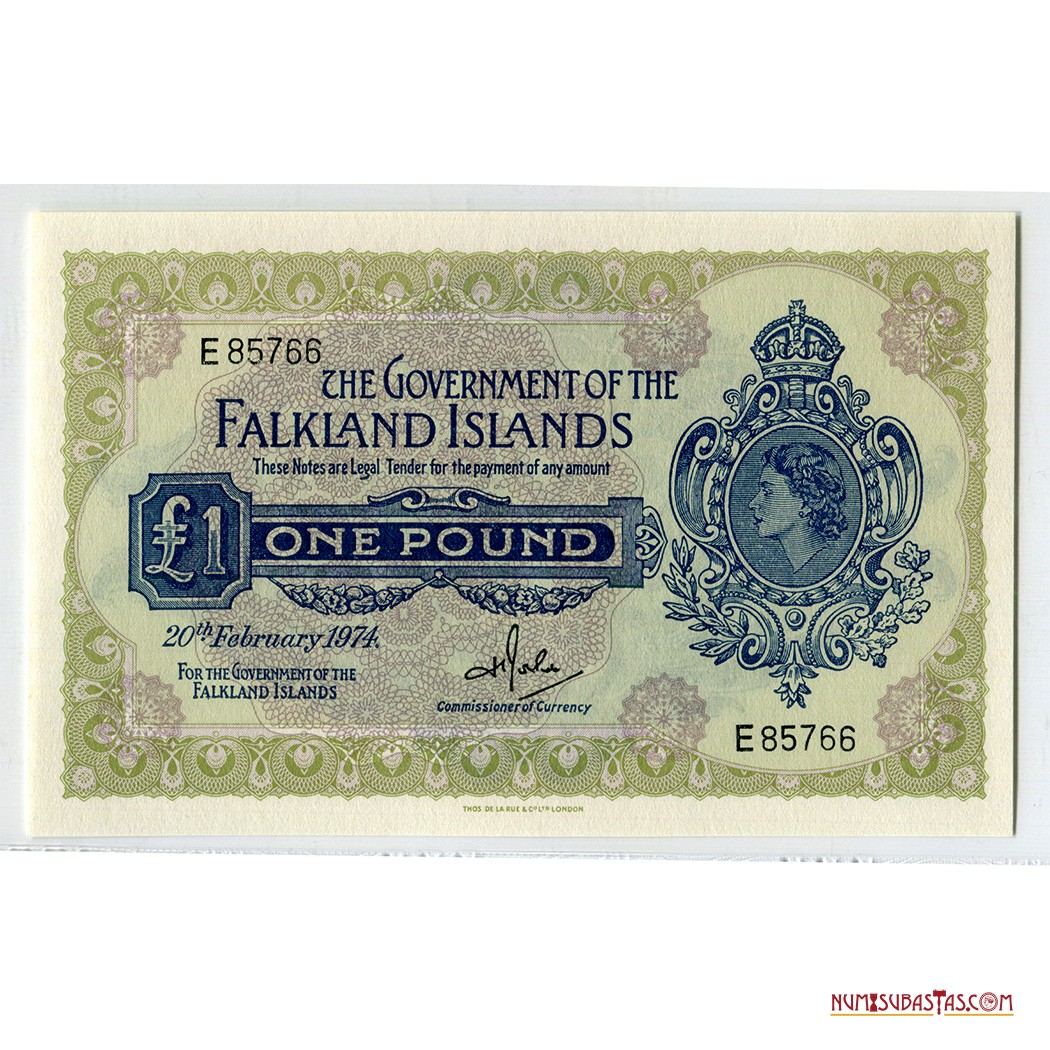 E 85766
THE GOVERNMENT OF THE
FALKLAND ISLANDS
These Notes are Legal Tender for the payment of any amount
£1
ONE POUND
20th February 1974.
FOR THE GOVERNMENT OF THE
FALKLAND ISLANDS
Commissioner of Currency
E 85766
THOS DE LA RUE & CO LTD LONDON
NUMISUBASTAS.COM